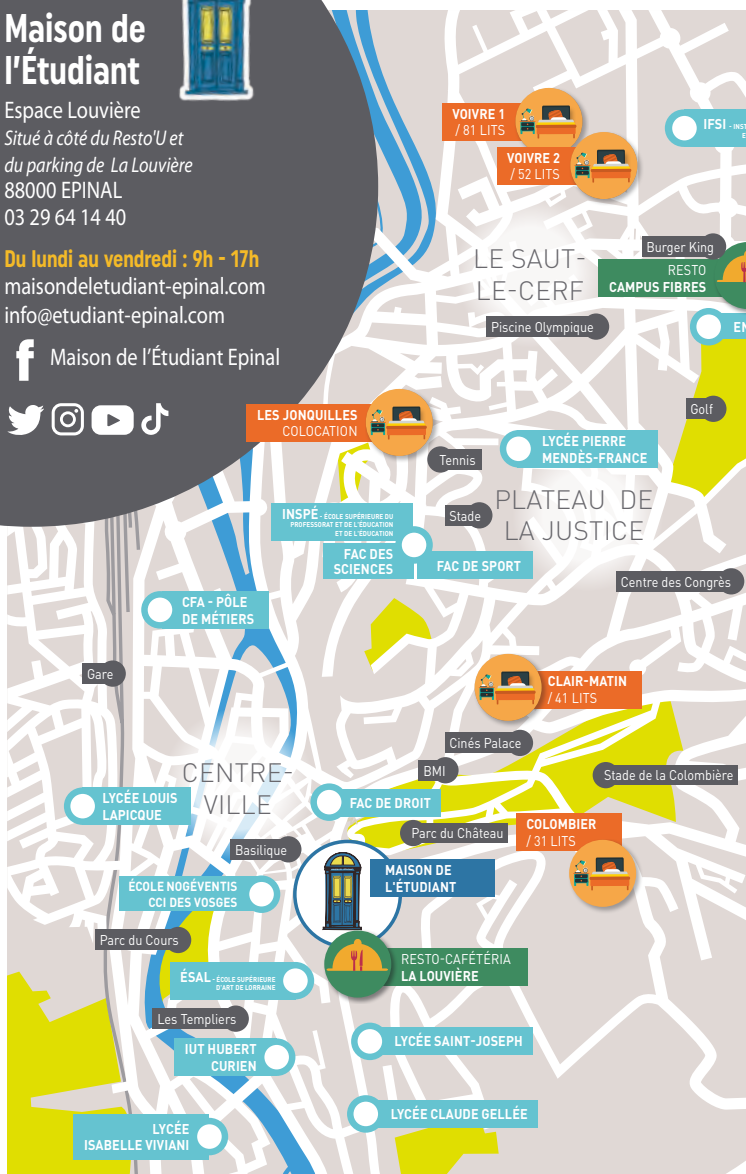 Maison de
l'Étudiant
Espace Louvière
Situé à côté du Resto'U et
du parking de La Louvière
88000 EPINAL
03 29 64 14 40
Du lundi au vendredi : 9h - 17h
maisondeletudiant-epinal.com
info@etudiant-epinal.com
f Maison de l'Étudiant Epinal
VOIVRE 1
/ 81 LITS
VOIVRE 2
/ 52 LITS
IFSI - INST
E
LE SAUT-
LE-CERF
Burger King
RESTO
CAMPUS FIBRES
Piscine Olympique
EN
Golf
LES JONQUILLES
COLOCATION
Tennis
LYCÉE PIERRE
MENDÈS-FRANCE
Stade
PLATEAU DE
LA JUSTICE
INSPÉ - ÉCOLE SUPÉRIEURE DU
PROFESSORAT ET DE L'ÉDUCATION
ET DE L'ÉDUCATION
FAC DES
SCIENCES
FAC DE SPORT
Centre des Congrès
CFA - PÔLE
DE MÉTIERS
Gare
CLAIR-MATIN
/ 41 LITS
Cinés Palace
BMI
Stade de la Colombière
CENTRE-
VILLE
LYCÉE LOUIS
LAPICQUE
FAC DE DROIT
COLOMBIER
/ 31 LITS
Parc du Château
Basilique
MAISON DE
L'ÉTUDIANT
ÉCOLE NOGÉVENTIS
CCI DES VOSGES
Parc du Cours
RESTO-CAFÉTÉRIA
LA LOUVIÈRE
ÉSAL - ÉCOLE SUPÉRIEURE
D'ART DE LORRAINE
Les Templiers
IUT HUBERT
CURIEN
LYCÉE SAINT-JOSEPH
LYCÉE CLAUDE GELLÉE
LYCÉE
ISABELLE VIVIANI